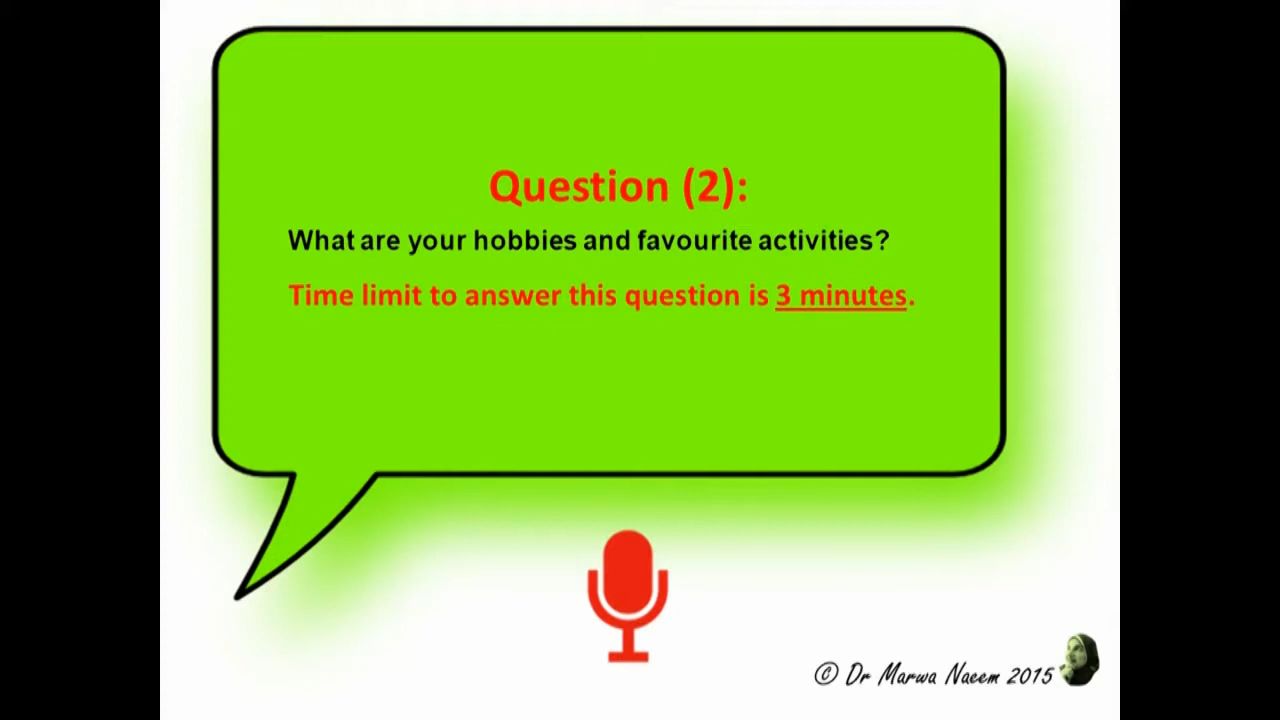 Question (2):
What are your hobbies and favourite activities?
Time limit to answer this question is 3 minutes.
© Dr Marwa Naeem 2015